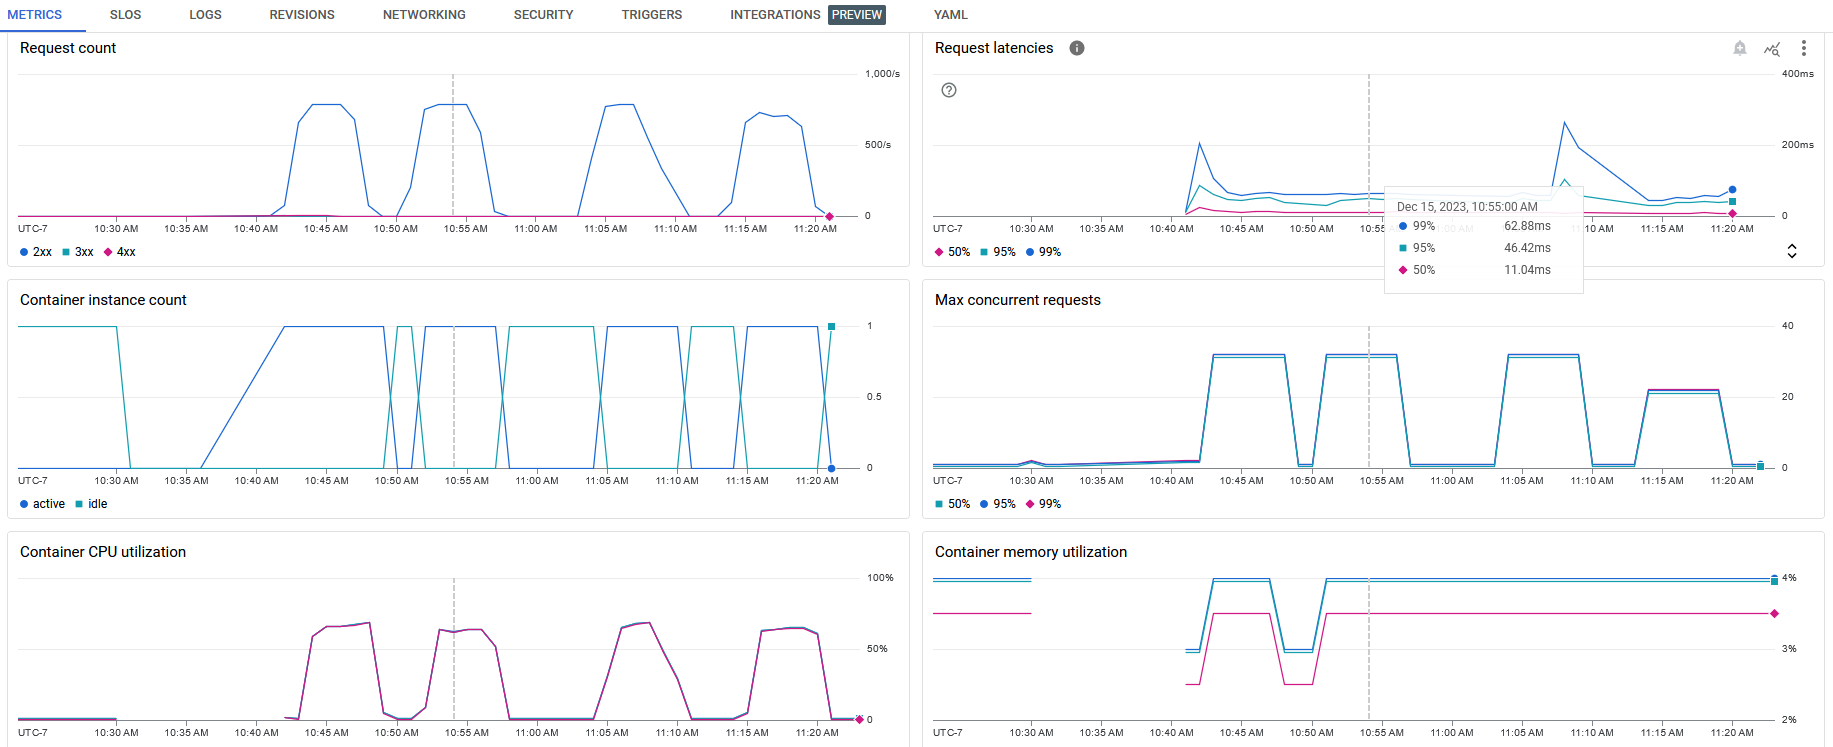 METRICS SLOS LOGS REVISIONS NETWORKING SECURITY TRIGGERS INTEGRATIONS PREVIEW YAML
Request count
1,000/s
500/s
0
UTC-7 10:30 AM 10:35 AM 10:40 AM 10:45 AM 10:50 AM 10:55 AM 11:00 AM 11:05 AM 11:10 AM 11:15 AM 11:20 AM
2xx 3xx 4xx
Request latencies
400ms
200ms
0
UTC-7 10:30 AM 10:35 AM 10:40 AM 10:45 AM 10:50 AM 10:55 AM 11:00 AM 11:05 AM 11:10 AM 11:15 AM 11:20 AM
50% 95% 99%
Dec 15, 2023, 10:55:00 AM
99% 62.88ms
95% 46.42ms
50% 11.04ms
Container instance count
1
0.5
0
UTC-7 10:30 AM 10:35 AM 10:40 AM 10:45 AM 10:50 AM 10:55 AM 11:00 AM 11:05 AM 11:10 AM 11:15 AM 11:20 AM
active idle
Max concurrent requests
40
20
0
UTC-7 10:30 AM 10:35 AM 10:40 AM 10:45 AM 10:50 AM 10:55 AM 11:00 AM 11:05 AM 11:10 AM 11:15 AM 11:20 AM
50% 95% 99%
Container CPU utilization
100%
50%
0
UTC-7 10:30 AM 10:35 AM 10:40 AM 10:45 AM 10:50 AM 10:55 AM 11:00 AM 11:05 AM 11:10 AM 11:15 AM 11:20 AM
Container memory utilization
4%
3%
2%
UTC-7 10:30 AM 10:35 AM 10:40 AM 10:45 AM 10:50 AM 10:55 AM 11:00 AM 11:05 AM 11:10 AM 11:15 AM 11:20 AM